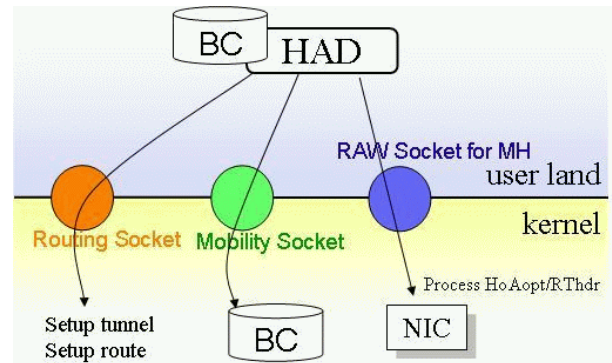 BC
HAD
RAW Socket for MH
user land
Routing Socket
Mobility Socket
kernel
Process HoAopt/RThdr
Setup tunnel
Setup route
BC
NIC